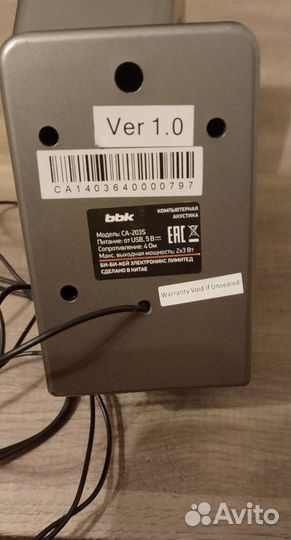 Ver 1.0
CA1403640000797
bbk
КОМПЬЮТЕРНАЯ
АКУСТИКА
Модель: CA-203S
Питание: от USB, 5 В
Сопротивление: 4 Ом
Макс. выходная мощность: 2x3 Вт
БИ-БИ-КЕЙ ЭЛЕКТРОНИКС ЛИМИТЕД
СДЕЛАНО В КИТАЕ
EAC
Warranty Void if Unsealed
Avito